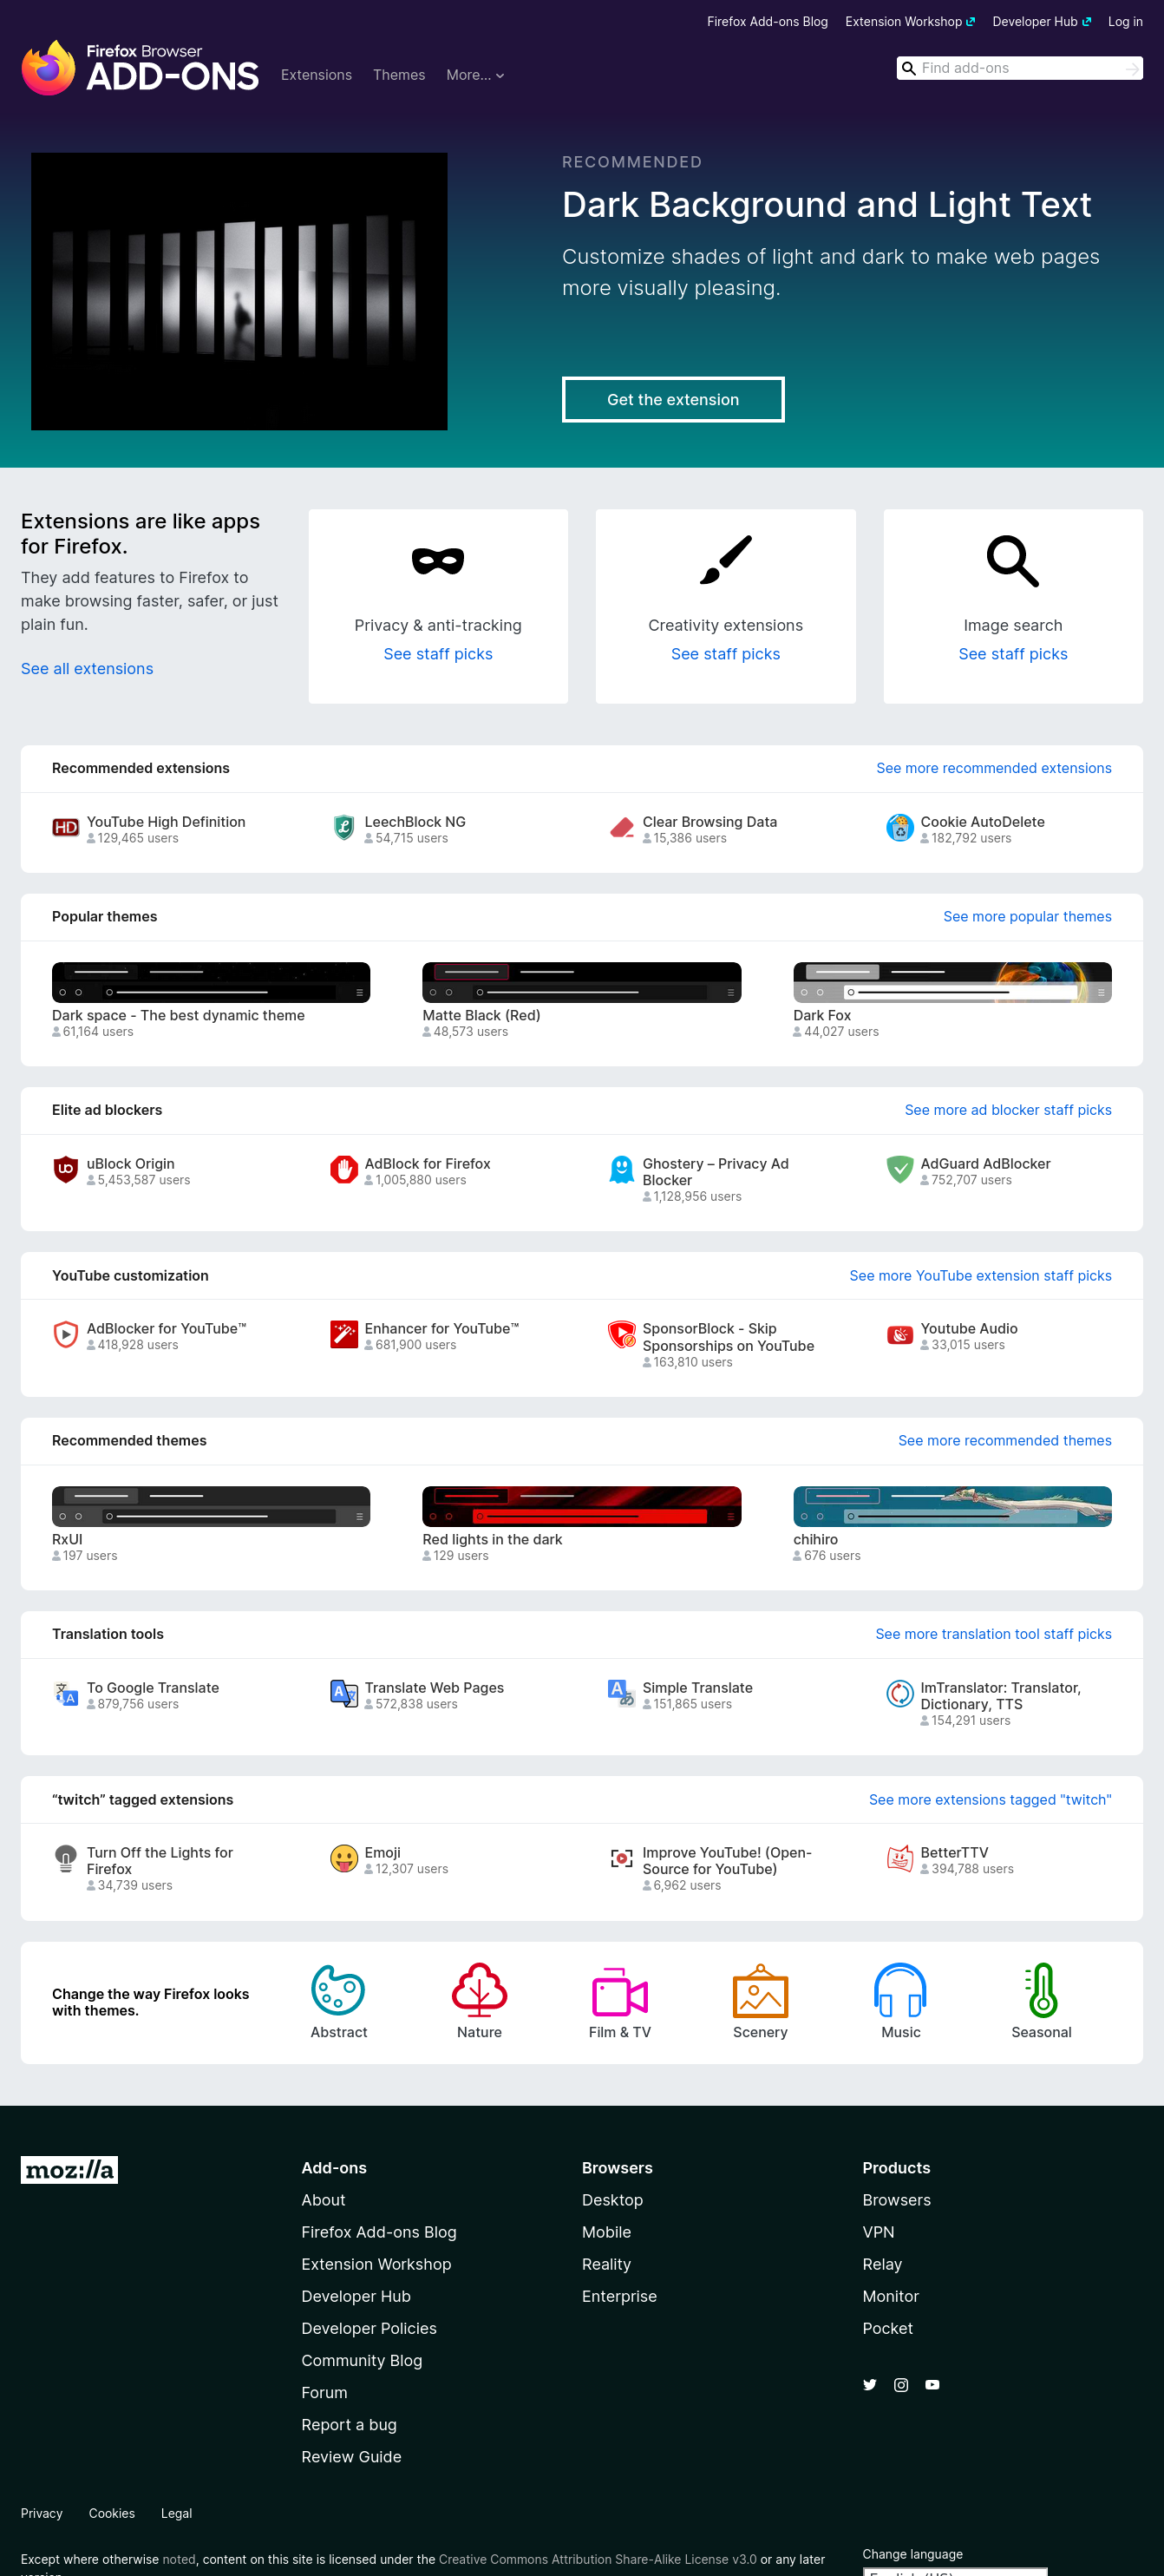 Firefox Add-ons Blog
Extension Workshop
Developer Hub
Log in
Firefox Browser
ADD-ONS
Extensions
Themes
More...
Find add-ons
RECOMMENDED
Dark Background and Light Text
Customize shades of light and dark to make web pages
more visually pleasing.
Get the extension
Extensions are like apps
for Firefox.
They add features to Firefox to
make browsing faster, safer, or just
plain fun.
See all extensions
Privacy & anti-tracking
See staff picks
Creativity extensions
See staff picks
Image search
See staff picks
Recommended extensions
See more recommended extensions
HD
YouTube High Definition
129,465 users
LeechBlock NG
54,715 users
Clear Browsing Data
15,386 users
Cookie AutoDelete
182,792 users
Popular themes
See more popular themes
Dark space - The best dynamic theme
61,164 users
Matte Black (Red)
48,573 users
Dark Fox
44,027 users
Elite ad blockers
See more ad blocker staff picks
uBlock Origin
5,453,587 users
AdBlock for Firefox
1,005,880 users
Ghostery – Privacy Ad
Blocker
1,128,956 users
AdGuard AdBlocker
752,707 users
YouTube customization
See more YouTube extension staff picks
AdBlocker for YouTube™
418,928 users
Enhancer for YouTube™
681,900 users
SponsorBlock - Skip
Sponsorships on YouTube
163,810 users
Youtube Audio
33,015 users
Recommended themes
See more recommended themes
RxUI
197 users
Red lights in the dark
129 users
chihiro
676 users
Translation tools
See more translation tool staff picks
To Google Translate
879,756 users
Translate Web Pages
572,838 users
Simple Translate
151,865 users
ImTranslator: Translator,
Dictionary, TTS
154,291 users
“twitch” tagged extensions
See more extensions tagged "twitch"
Turn Off the Lights for
Firefox
34,739 users
Emoji
12,307 users
Improve YouTube! (Open-
Source for YouTube)
6,962 users
BetterTTV
394,788 users
Change the way Firefox looks
with themes.
Abstract
Nature
Film & TV
Scenery
Music
Seasonal
moz://a
Add-ons
About
Firefox Add-ons Blog
Extension Workshop
Developer Hub
Developer Policies
Community Blog
Forum
Report a bug
Review Guide
Browsers
Desktop
Mobile
Reality
Enterprise
Products
Browsers
VPN
Relay
Monitor
Pocket
Privacy
Cookies
Legal
Except where otherwise noted, content on this site is licensed under the Creative Commons Attribution Share-Alike License v3.0 or any later
Change language